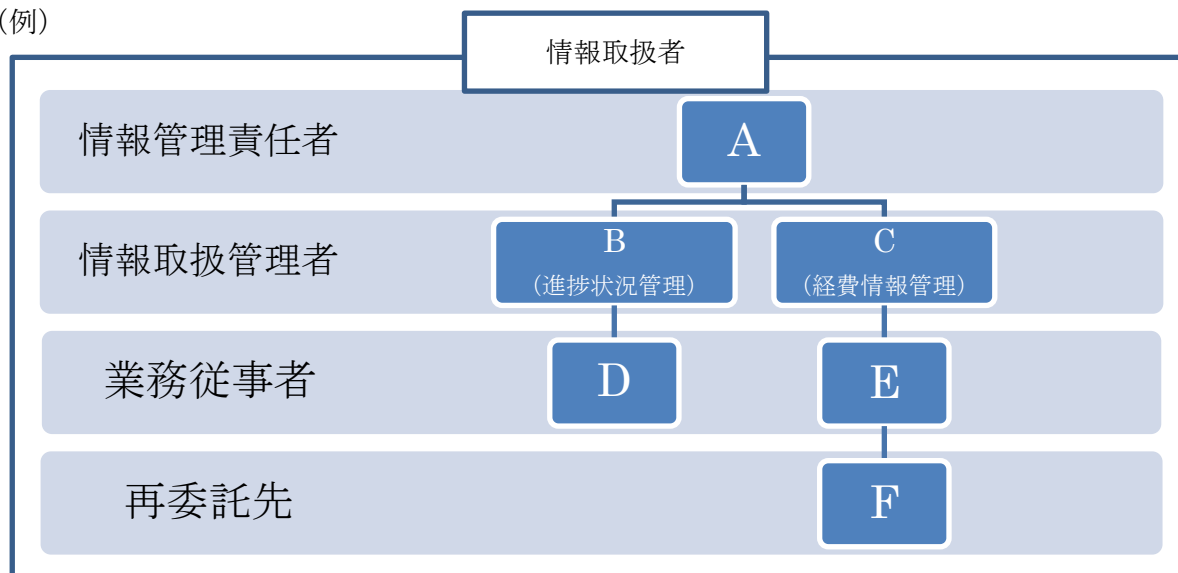 (例)
情報取扱者
情報管理責任者
A
情報取扱管理者
B
(進捗状況管理)
C
(経費情報管理)
業務従事者
D
E
再委託先
F